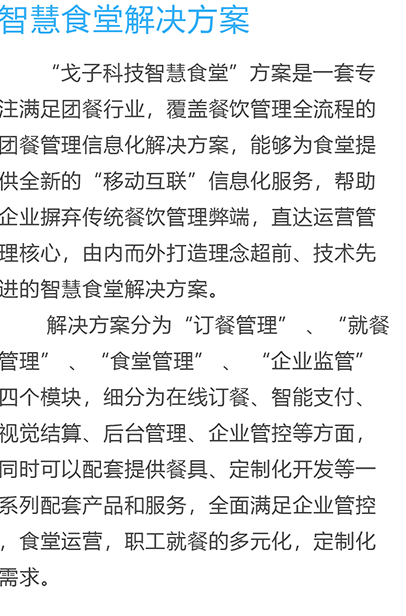 智慧食堂解决方案
“戈子科技智慧食堂”方案是一套专
注满足团餐行业，覆盖餐饮管理全流程的
团餐管理信息化解决方案，能够为食堂提
供全新的“移动互联”信息化服务，帮助
企业摒弃传统餐饮管理弊端，直达运营管
理核心，由内而外打造理念超前、技术先
进的智慧食堂解决方案。
解决方案分为“订餐管理”、“就餐
管理”、“食堂管理”、“企业监管”
四个模块，细分为在线订餐、智能支付、
视觉结算、后台管理、企业管控等方面，
同时可以配套提供餐具、定制化开发等一
系列配套产品和服务，全面满足企业管控
，食堂运营，职工就餐的多元化，定制化
需求。